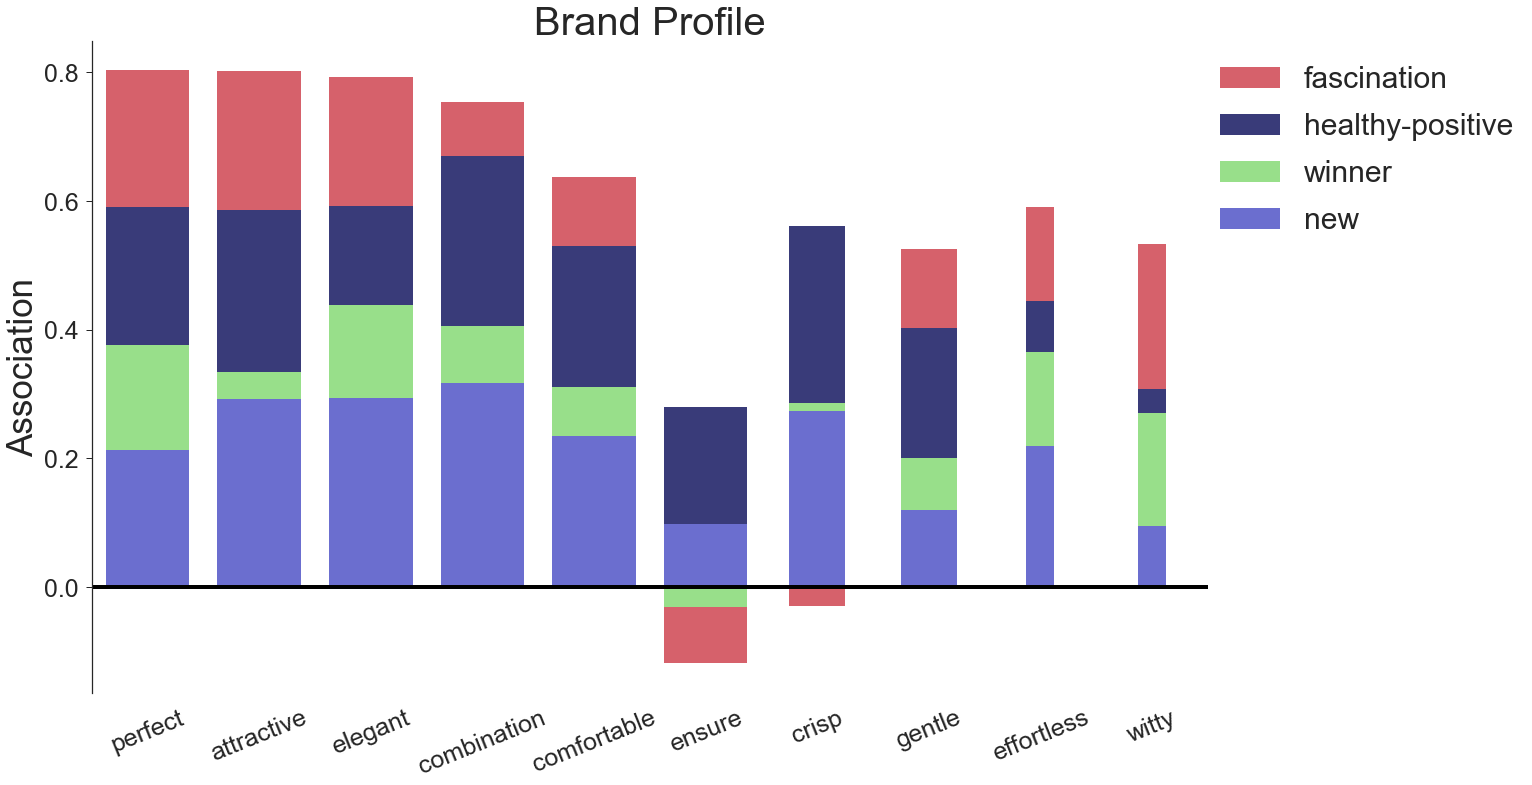 Brand Profile
fascination
healthy-positive
winner
new
Association
0.8
0.6
0.4
0.2
0.0
perfect
attractive
elegant
combination
comfortable
ensure
crisp
gentle
effortless
witty